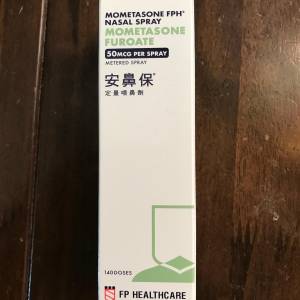 MOMETASONE FPH®
NASAL SPRAY
MOMETASONE
FUROATE
50MCG PER SPRAY
METERED SPRAY
安鼻保®
定量噴鼻劑
140DOSES
FP HEALTHCARE